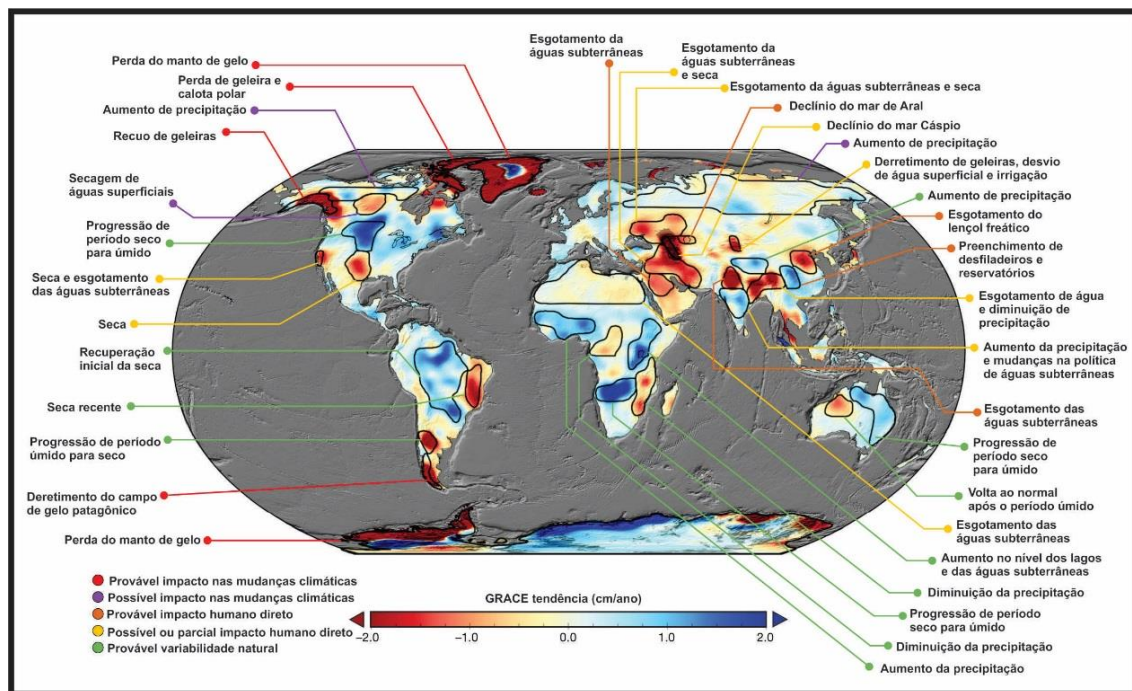 Perda do manto de gelo
Perda de geleira e
calota polar
Aumento de precipitação
Recuo de geleiras
Secagem de
águas superficiais
Progressão de
período seco
para úmido
Seca e esgotamento
das águas subterrâneas
Seca
Recuperação
inicial da seca
Seca recente
Progressão de período
úmido para seco
Deretimento do campo
de gelo patagônico
Perda do manto de gelo
Esgotamento da
águas subterrâneas
Esgotamento da
águas subterrâneas
e seca
Esgotamento da águas subterrâneas e seca
Declínio do mar de Aral
Declínio do mar Cáspio
Aumento de precipitação
Derretimento de geleiras, desvio
de água superficial e irrigação
Aumento de precipitação
Esgotamento do
lençol freático
Preenchimento de
desfiladeiros e
reservatórios
Esgotamento de água
e diminuição de
precipitação
Aumento da precipitação
e mudanças na política
de águas subterrâneas
Esgotamento das
águas subterrâneas
Progressão de
período seco
para úmido
Volta ao normal
após o período úmido
Esgotamento das
águas subterrâneas
Aumento no nível dos lagos
e das águas subterrâneas
Diminuição da precipitação
Progressão de período
seco para úmido
Diminuição da precipitação
Aumento da precipitação
Provável impacto nas mudanças climáticas
Possível impacto nas mudanças climáticas
Provável impacto humano direto
Possível ou parcial impacto humano direto
Provável variabilidade natural
GRACE tendência (cm/ano)
–2.0 –1.0 0.0 1.0 2.0